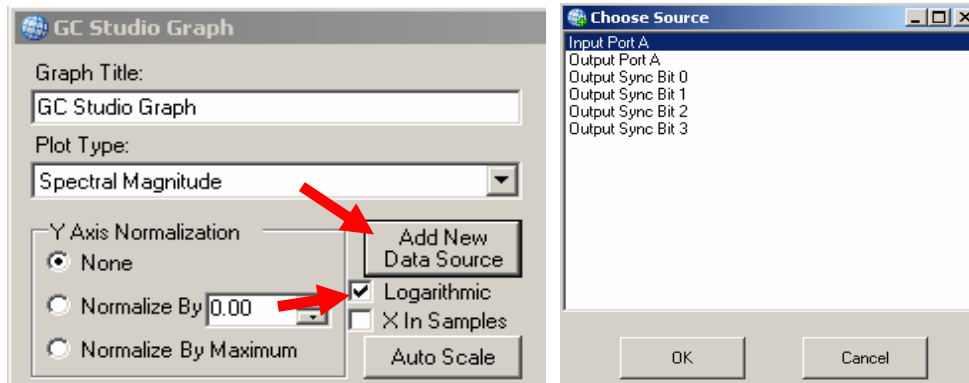 GC Studio Graph
Graph Title:
GC Studio Graph
Plot Type:
Spectral Magnitude
Y Axis Normalization
None
Normalize By 0.00
Normalize By Maximum
Add New
Data Source
Logarithmic
X In Samples
Auto Scale
Choose Source
Input Port A
Output Port A
Output Sync Bit 0
Output Sync Bit 1
Output Sync Bit 2
Output Sync Bit 3
OK
Cancel